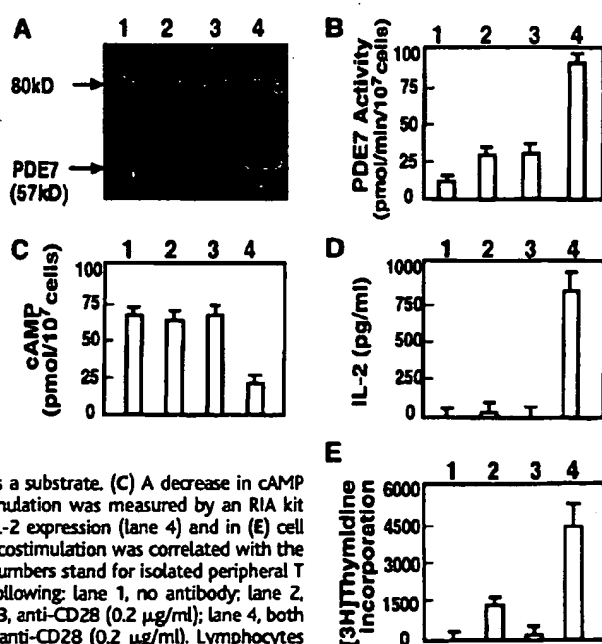 A
1 2 3 4
80kD
PDE7
(57kD)
B
1 2 3 4
PDE7 Activity
(pmol/min/10⁷cells)
100
75
50
25
0
C
1 2 3 4
cAMP
(pmol/10⁷cells)
100
75
50
25
0
D
1 2 3 4
IL-2 (pg/ml)
1000
750
500
250
0
s a substrate. (C) A decrease in cAMP
nulation was measured by an RIA kit
L-2 expression (lane 4) and in (E) cell
costimulation was correlated with the
umbers stand for isolated peripheral T
ollowing: lane 1, no antibody; lane 2,
3, anti-CD28 (0.2 μg/ml); lane 4, both
anti-CD28 (0.2 μg/ml). Lymphocytes
E
1 2 3 4
[3H]Thymidine
Incorporation
6000
4500
3000
1500
0